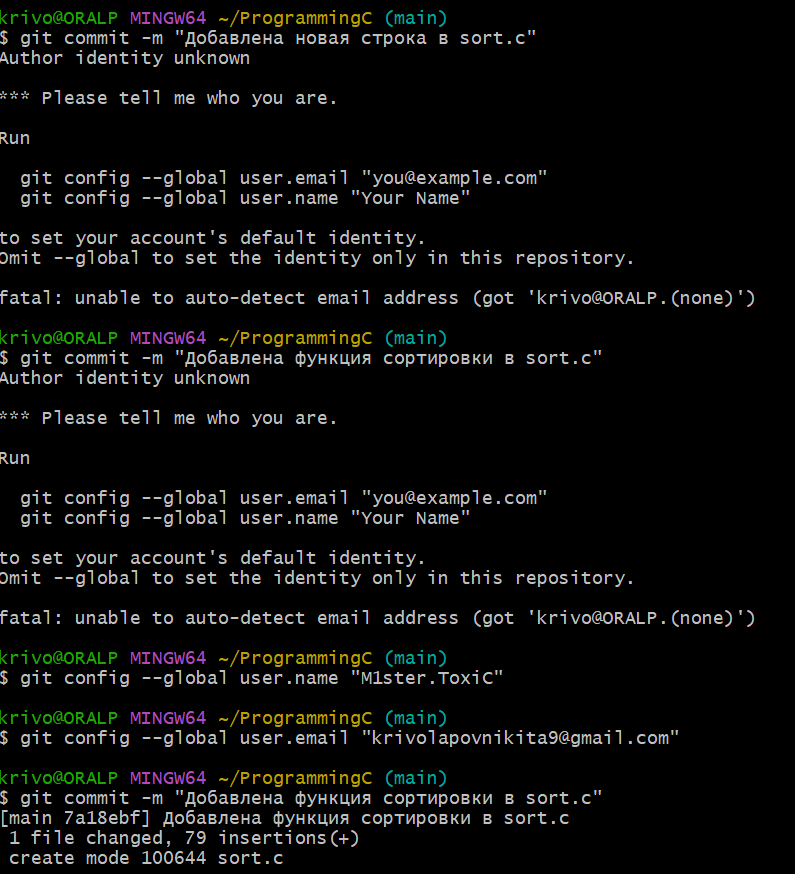 krivo@ORALP MINGW64 ~/ProgrammingC (main)
$ git commit -m "Добавлена новая строка в sort.c"
Author identity unknown
*** Please tell me who you are.
Run
git config --global user.email "you@example.com"
git config --global user.name "Your Name"
to set your account's default identity.
Omit --global to set the identity only in this repository.
fatal: unable to auto-detect email address (got 'krivo@ORALP.(none)')
krivo@ORALP MINGW64 ~/ProgrammingC (main)
$ git commit -m "Добавлена функция сортировки в sort.c"
Author identity unknown
*** Please tell me who you are.
Run
git config --global user.email "you@example.com"
git config --global user.name "Your Name"
to set your account's default identity.
Omit --global to set the identity only in this repository.
fatal: unable to auto-detect email address (got 'krivo@ORALP.(none)')
krivo@ORALP MINGW64 ~/ProgrammingC (main)
$ git config --global user.name "M1ster.ToxiC"
krivo@ORALP MINGW64 ~/ProgrammingC (main)
$ git config --global user.email "krivolapovnikita9@gmail.com"
krivo@ORALP MINGW64 ~/ProgrammingC (main)
$ git commit -m "Добавлена функция сортировки в sort.c"
[main 7a18ebf] Добавлена функция сортировки в sort.c
1 file changed, 79 insertions(+)
create mode 100644 sort.c